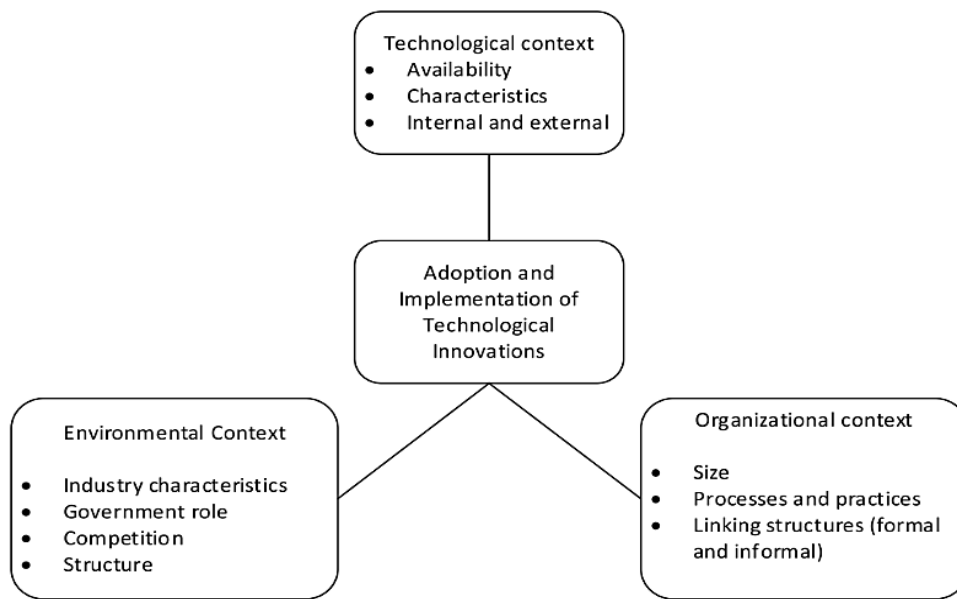 Technological context
• Availability
• Characteristics
• Internal and external
Adoption and
Implementation of
Technological
Innovations
Environmental Context
• Industry characteristics
• Government role
• Competition
• Structure
Organizational context
• Size
• Processes and practices
• Linking structures (formal
and informal)